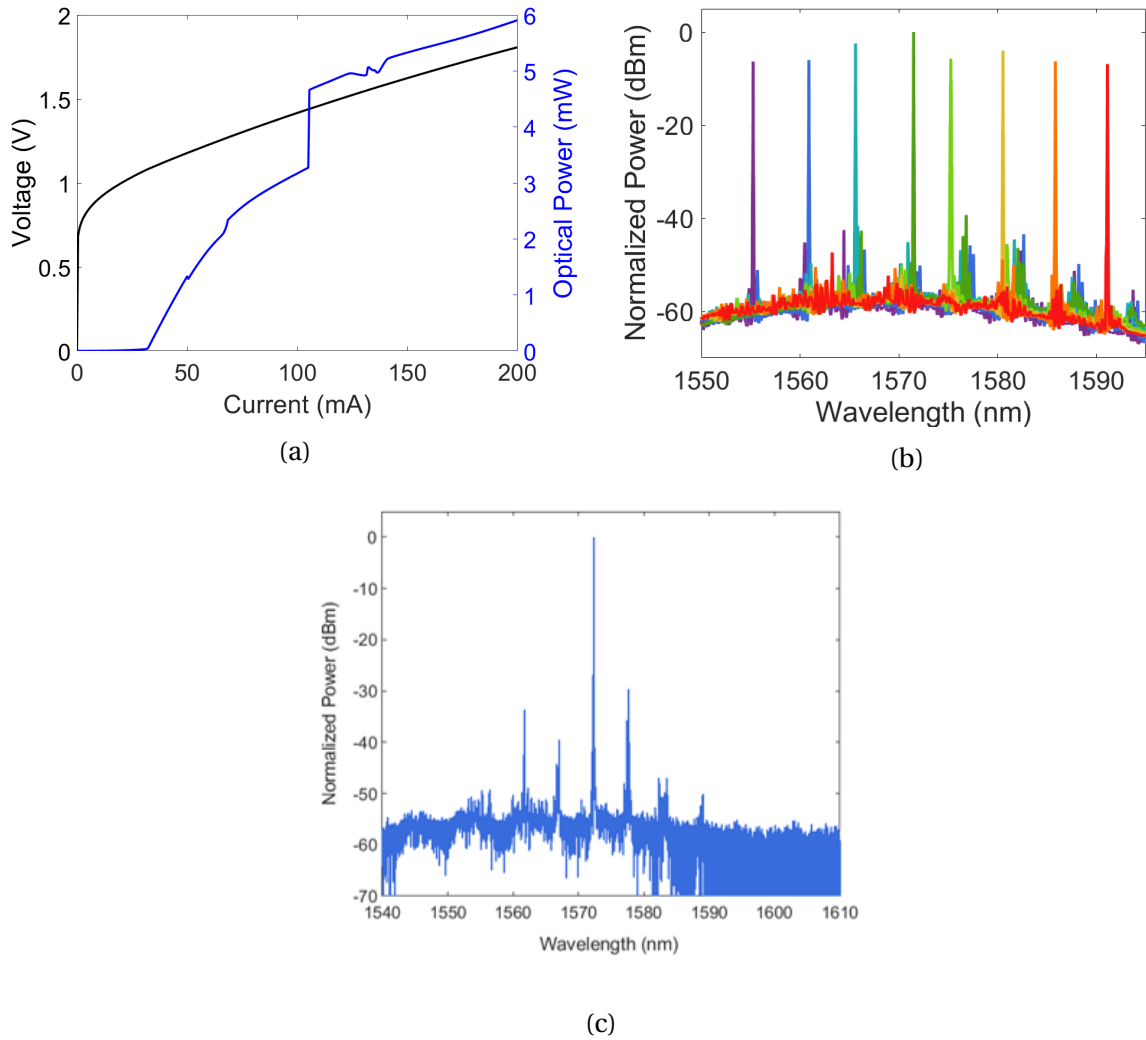 2
1.5
1
0.5
0
Voltage (V)
6
5
4
3
2
1
0
Optical Power (mW)
0 50 100 150 200
Current (mA)
(a)
0
-20
-40
-60
Normalized Power (dBm)
1550 1560 1570 1580 1590
Wavelength (nm)
(b)
0
-10
-20
-30
-40
-50
-60
-70
Normalized Power (dBm)
1540 1550 1560 1570 1580 1590 1600 1610
Wavelength (nm)
(c)